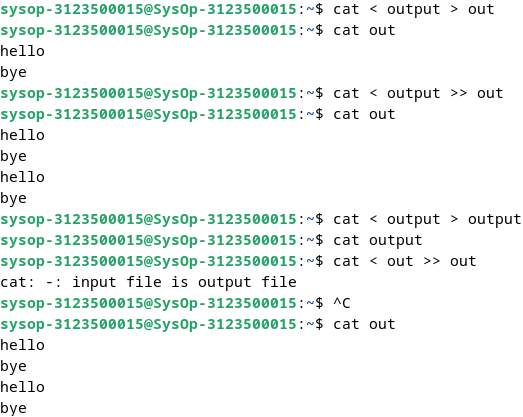 sysop-3123500015@SysOp-3123500015:~$ cat < output > out
sysop-3123500015@SysOp-3123500015:~$ cat out
hello
bye
sysop-3123500015@SysOp-3123500015:~$ cat < output >> out
sysop-3123500015@SysOp-3123500015:~$ cat out
hello
bye
hello
bye
sysop-3123500015@SysOp-3123500015:~$ cat < output > output
sysop-3123500015@SysOp-3123500015:~$ cat output
sysop-3123500015@SysOp-3123500015:~$ cat < out >> out
cat: -: input file is output file
sysop-3123500015@SysOp-3123500015:~$ ^C
sysop-3123500015@SysOp-3123500015:~$ cat out
hello
bye
hello
bye